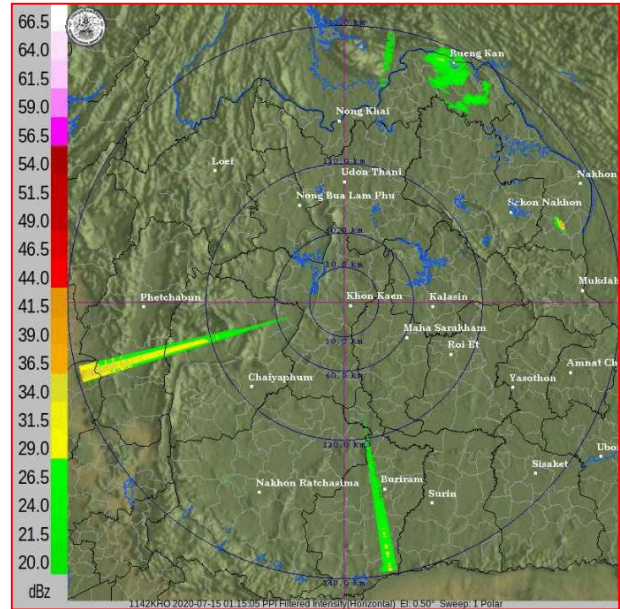 66.5
64.0
61.5
59.0
56.5
54.0
51.5
49.0
46.5
44.0
41.5
39.0
36.5
34.0
31.5
29.0
26.5
24.5
22.5
20.0
dBz
Bueng Kan
Nong Khai
Loei
Udon Thani
Nakhon
Nong Bua Lam Phu
Sakon Nakhon
Mukdah
Phetchabun
Khon Kaen
Kalasin
Maha Sarakham
Roi Et
Amnat Ch
Chaiyaphum
Yasothon
120.0 km
Ubo
Sisaket
Nakhon Ratchasima
Buriram
Surin
1142KHO 2020-07-15 01:15:05 PPI Filtered Intensity(Horizontal) El: 0.50° Sweep: 1 Polar